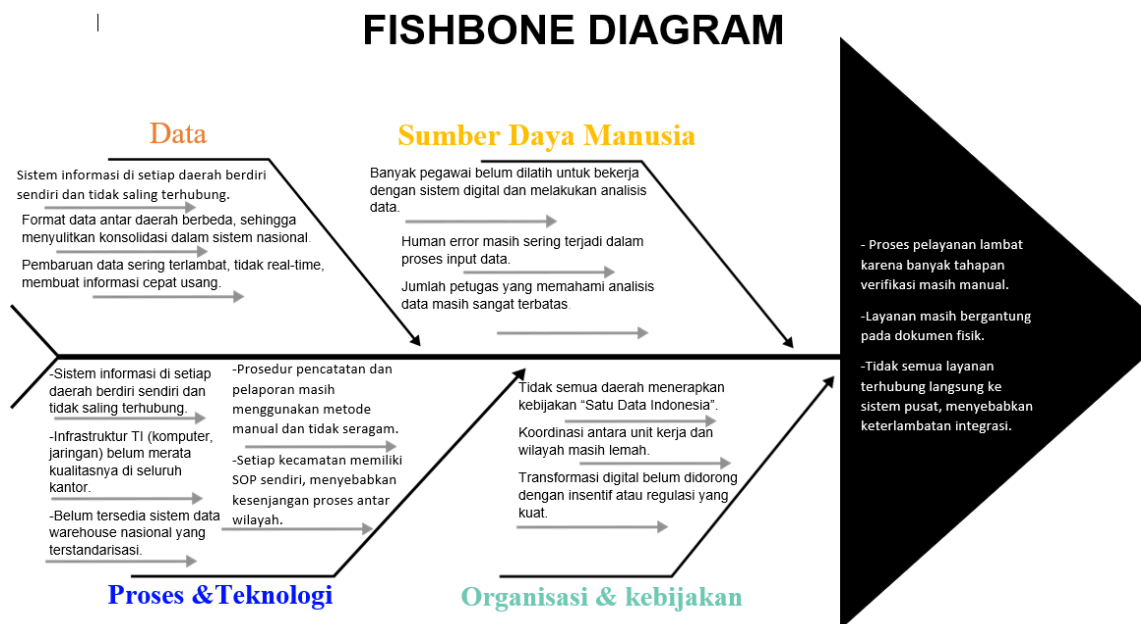 FISHBONE DIAGRAM
Data
Sistem informasi di setiap daerah berdiri
sendiri dan tidak saling terhubung.
Format data antar daerah berbeda, sehingga
menyulitkan konsolidasi dalam sistem nasional.
Pembaruan data sering terlambat, tidak real-time,
membuat informasi cepat usang.
Sumber Daya Manusia
Banyak pegawai belum dilatih untuk bekerja
dengan sistem digital dan melakukan analisis
data.
Human error masih sering terjadi dalam
proses input data.
Jumlah petugas yang memahami analisis
data masih sangat terbatas.
- Proses pelayanan lambat
karena banyak tahapan
verifikasi masih manual.
-Layanan masih bergantung
pada dokumen fisik.
-Tidak semua layanan
terhubung langsung ke
sistem pusat, menyebabkan
keterlambatan integrasi.
-Sistem informasi di setiap
daerah berdiri sendiri dan
tidak saling terhubung.
-Infrastruktur TI (komputer,
jaringan) belum merata
kualitasnya di seluruh
kantor.
-Belum tersedia sistem data
warehouse nasional yang
terstandarisasi.
-Prosedur pencatatan dan
pelaporan masih
menggunakan metode
manual dan tidak seragam.
-Setiap kecamatan memiliki
SOP sendiri, menyebabkan
kesenjangan proses antar
wilayah.
Proses &Teknologi
Tidak semua daerah menerapkan
kebijakan “Satu Data Indonesia”.
Koordinasi antara unit kerja dan
wilayah masih lemah.
Transformasi digital belum didorong
dengan insentif atau regulasi yang
kuat.
Organisasi & kebijakan